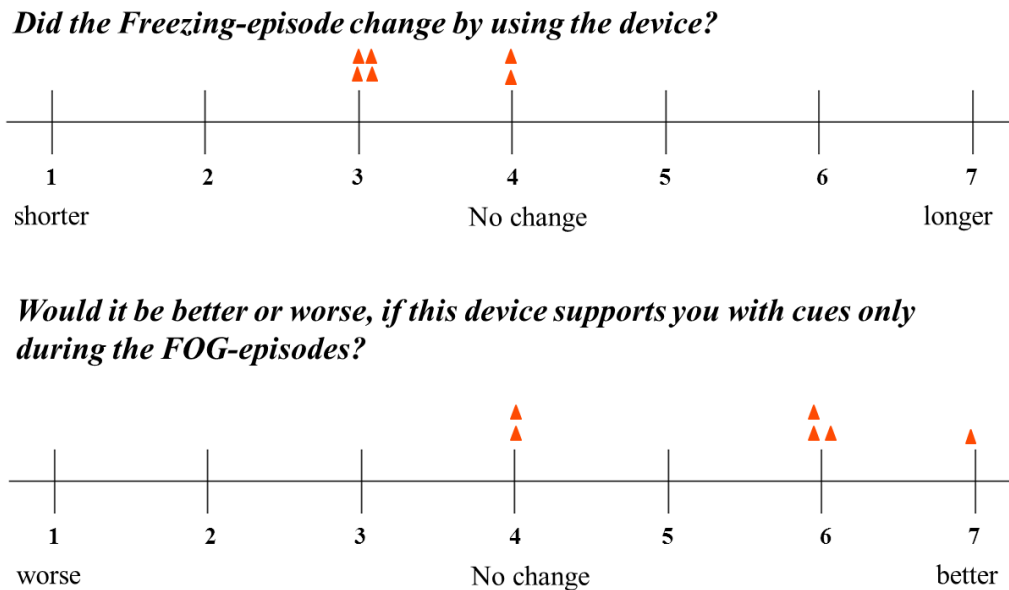 Did the Freezing-episode change by using the device?
1 2 3 4 5 6 7
shorter No change longer
Would it be better or worse, if this device supports you with cues only
during the FOG-episodes?
1 2 3 4 5 6 7
worse No change better